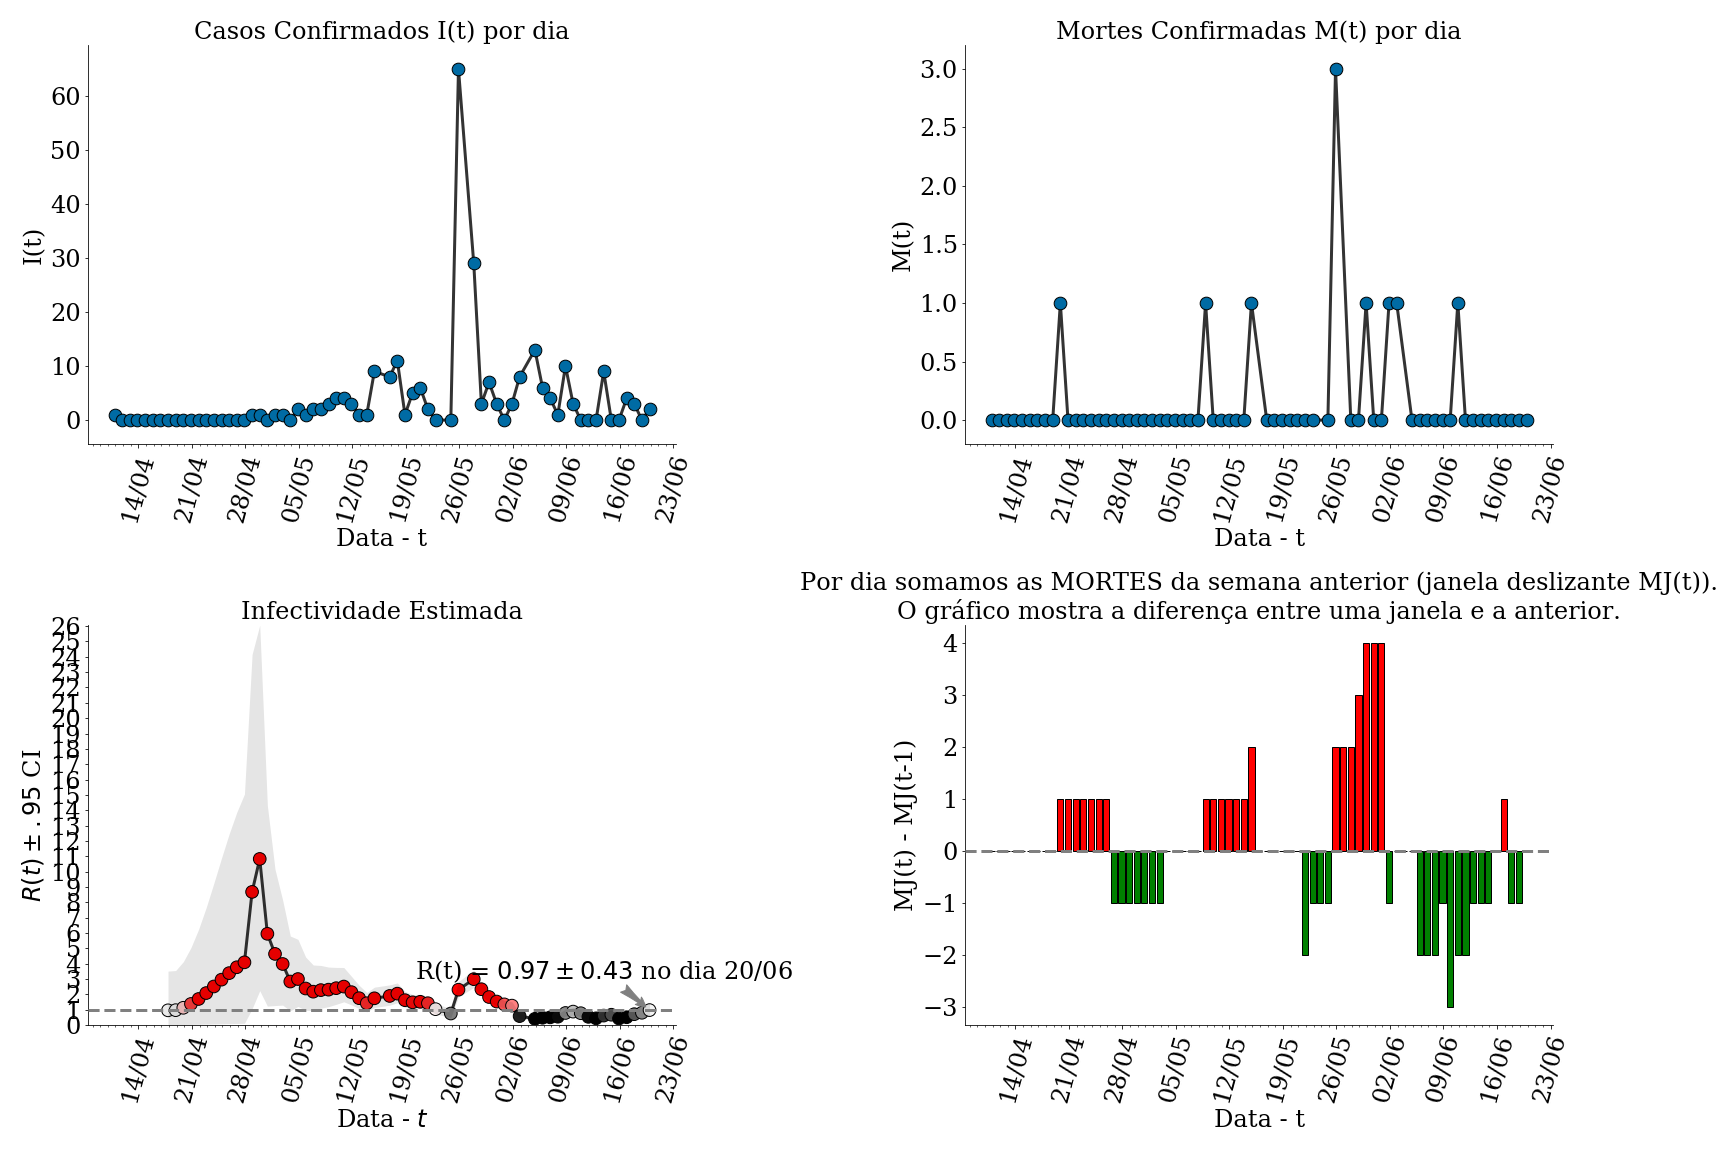 Casos Confirmados I(t) por dia
I(t)
60
50
40
30
20
10
0
14/04 21/04 28/04 05/05 12/05 19/05 26/05 02/06 09/06 16/06 23/06
Data - t
Mortes Confirmadas M(t) por dia
M(t)
3.0
2.5
2.0
1.5
1.0
0.5
0.0
14/04 21/04 28/04 05/05 12/05 19/05 26/05 02/06 09/06 16/06 23/06
Data - t
Infectividade Estimada
R(t) ± .95 CI
26
25
24
23
22
21
20
19
18
17
16
15
14
13
12
11
10
9
8
7
6
5
4
3
2
1
0
R(t) = 0.97 ± 0.43 no dia 20/06
14/04 21/04 28/04 05/05 12/05 19/05 26/05 02/06 09/06 16/06 23/06
Data - t
Por dia somamos as MORTES da semana anterior (janela deslizante MJ(t)).
O gráfico mostra a diferença entre uma janela e a anterior.
MJ(t) - MJ(t-1)
4
3
2
1
0
−1
−2
−3
14/04 21/04 28/04 05/05 12/05 19/05 26/05 02/06 09/06 16/06 23/06
Data - t